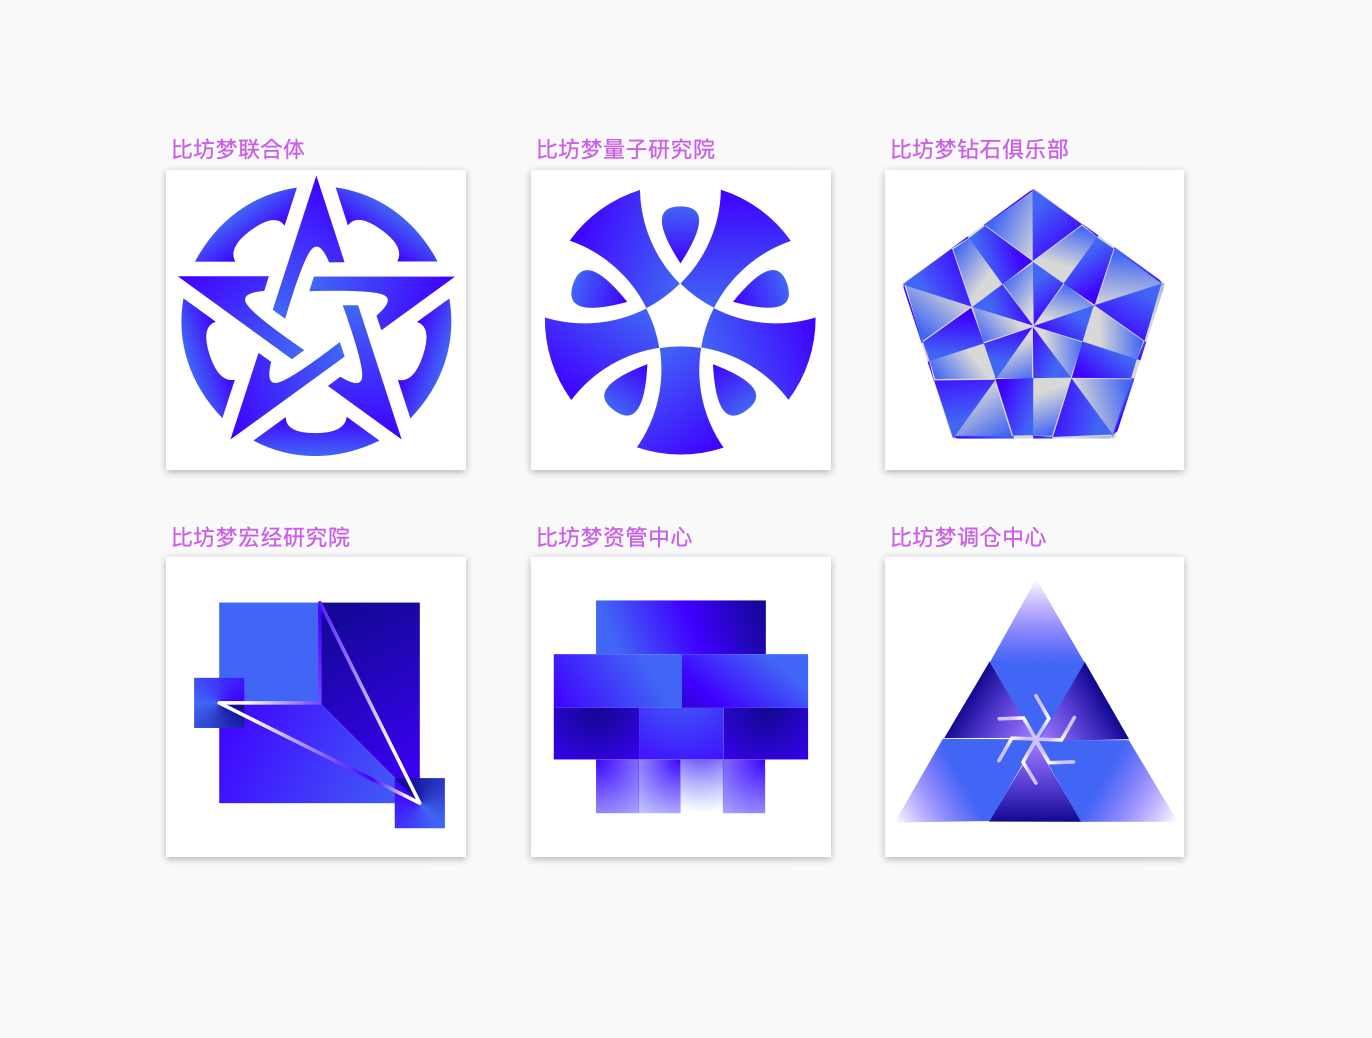 比坊梦联合体
比坊梦量子研究院
比坊梦钻石俱乐部
比坊梦宏经研究院
比坊梦资管中心
比坊梦调仓中心